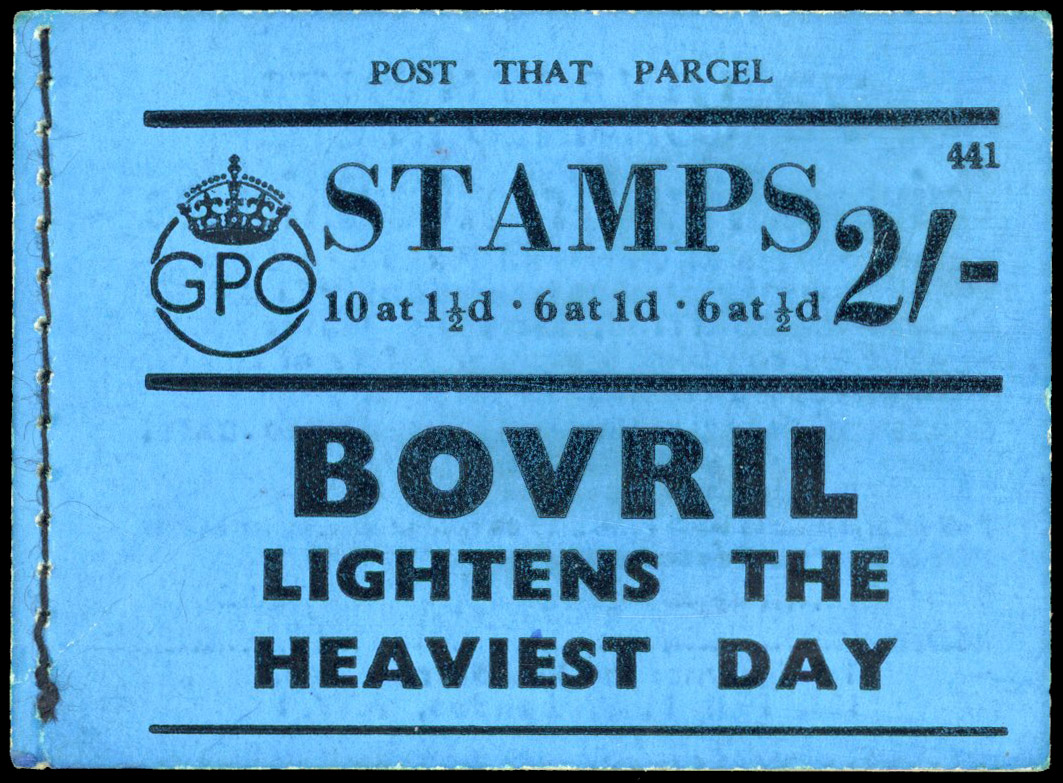 POST THAT PARCEL
441
STAMPS 2/-
GPO
10 at 1½d · 6 at 1d · 6 at ½d
BOVRIL
LIGHTENS THE
HEAVIEST DAY